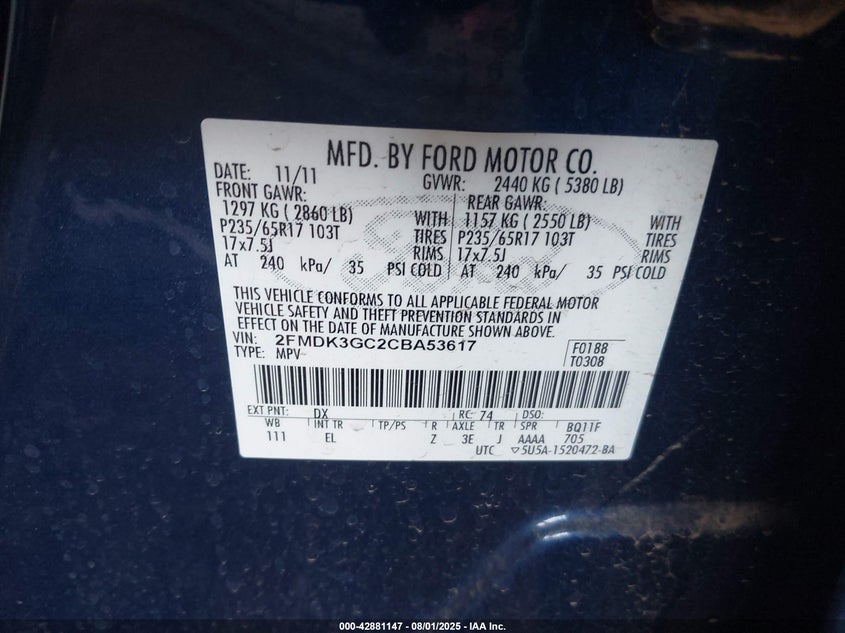 MFD. BY FORD MOTOR CO.
DATE: 11/11 GVWR: 2440 KG ( 5380 LB)
FRONT GAWR: REAR GAWR:
1297 KG ( 2860 LB) WITH 1157 KG ( 2550 LB) WITH
P235/65R17 103T TIRES P235/65R17 103T TIRES
17x7.5J RIMS 17x7.5J RIMS
AT 240 kPa/ 35 PSI COLD AT 240 kPa/ 35 PSI COLD
THIS VEHICLE CONFORMS TO ALL APPLICABLE FEDERAL MOTOR
VEHICLE SAFETY AND THEFT PREVENTION STANDARDS IN
EFFECT ON THE DATE OF MANUFACTURE SHOWN ABOVE.
VIN: 2FMDK3GC2CBA53617 F0188
TYPE: MPV T0308
EXT PNT: DX RC: 74 DSO:
WB INT TR TP/PS R AXLE TR SPR BQ11F
111 EL Z 3E J AAAA 705
UTC ▽5U5A-1520472-BA
000-42881147 - 08/01/2025 - IAA Inc.